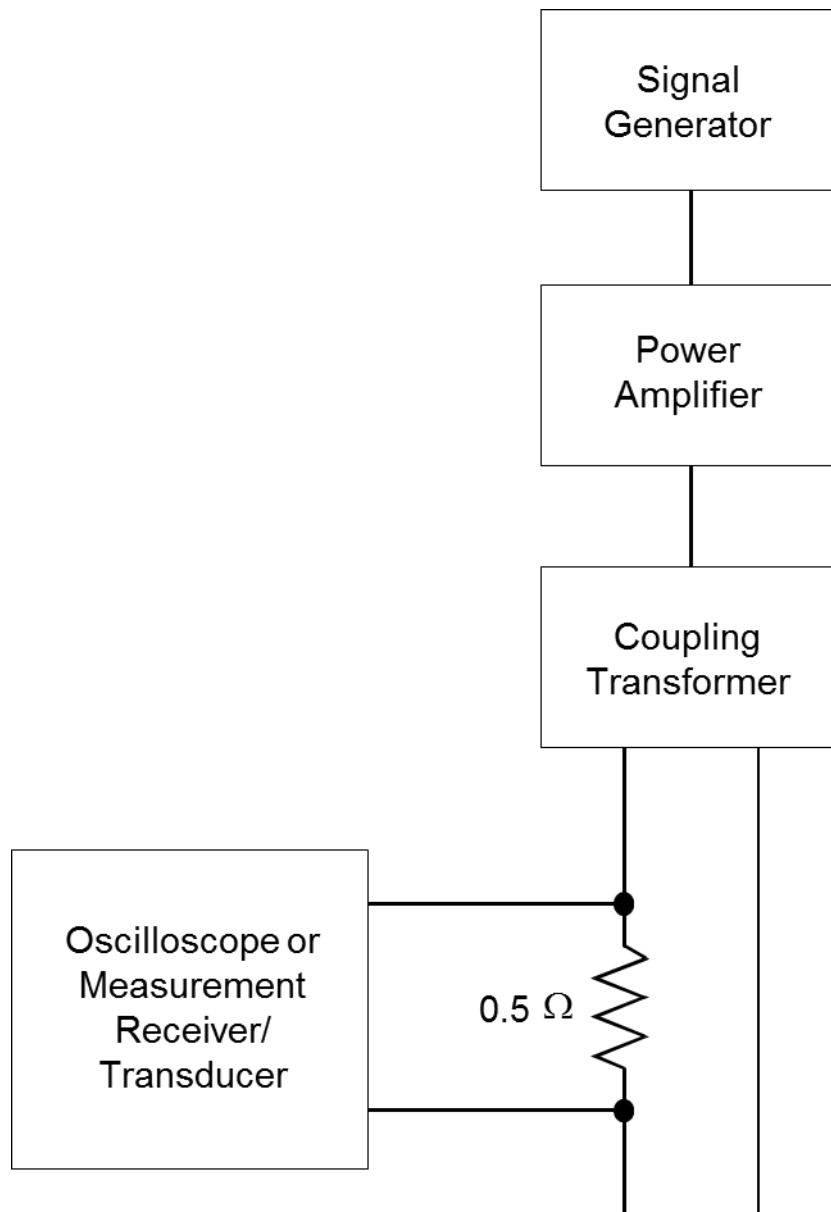 Signal
Generator
Power
Amplifier
Coupling
Transformer
Oscilloscope or
Measurement
Receiver/
Transducer
0.5 Ω